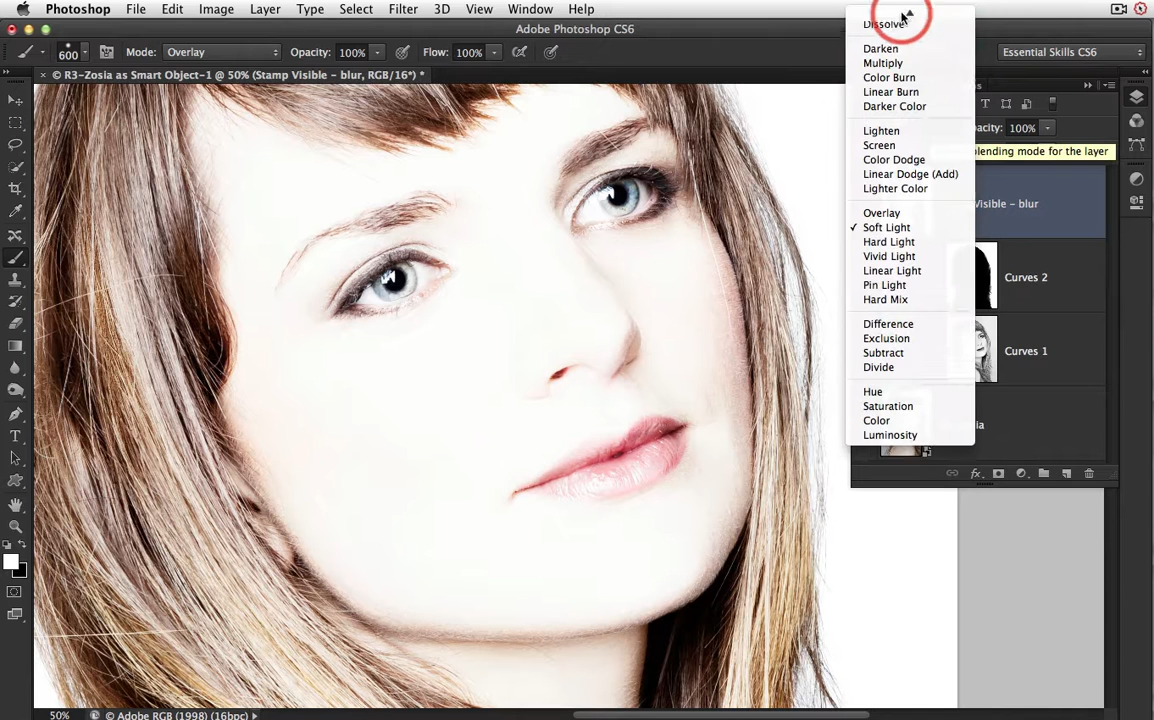 Photoshop File Edit Image Layer Type Select Filter 3D View Window Help
Adobe Photoshop CS6
600 Mode: Overlay Opacity: 100% Flow: 100% Essential Skills CS6
× © R3-Zosia as Smart Object-1 @ 50% (Stamp Visible - blur, RGB/16*) *
Dissolve
Darken
Multiply
Color Burn
Linear Burn
Darker Color
Lighten
Screen
Color Dodge
Linear Dodge (Add)
Lighter Color
Overlay
✓ Soft Light
Hard Light
Vivid Light
Linear Light
Pin Light
Hard Mix
Difference
Exclusion
Subtract
Divide
Hue
Saturation
Color
Luminosity
pacity: 100%
lending mode for the layer
Visible - blur
Curves 2
Curves 1
ia
50% © Adobe RGB (1998) (16bpc)